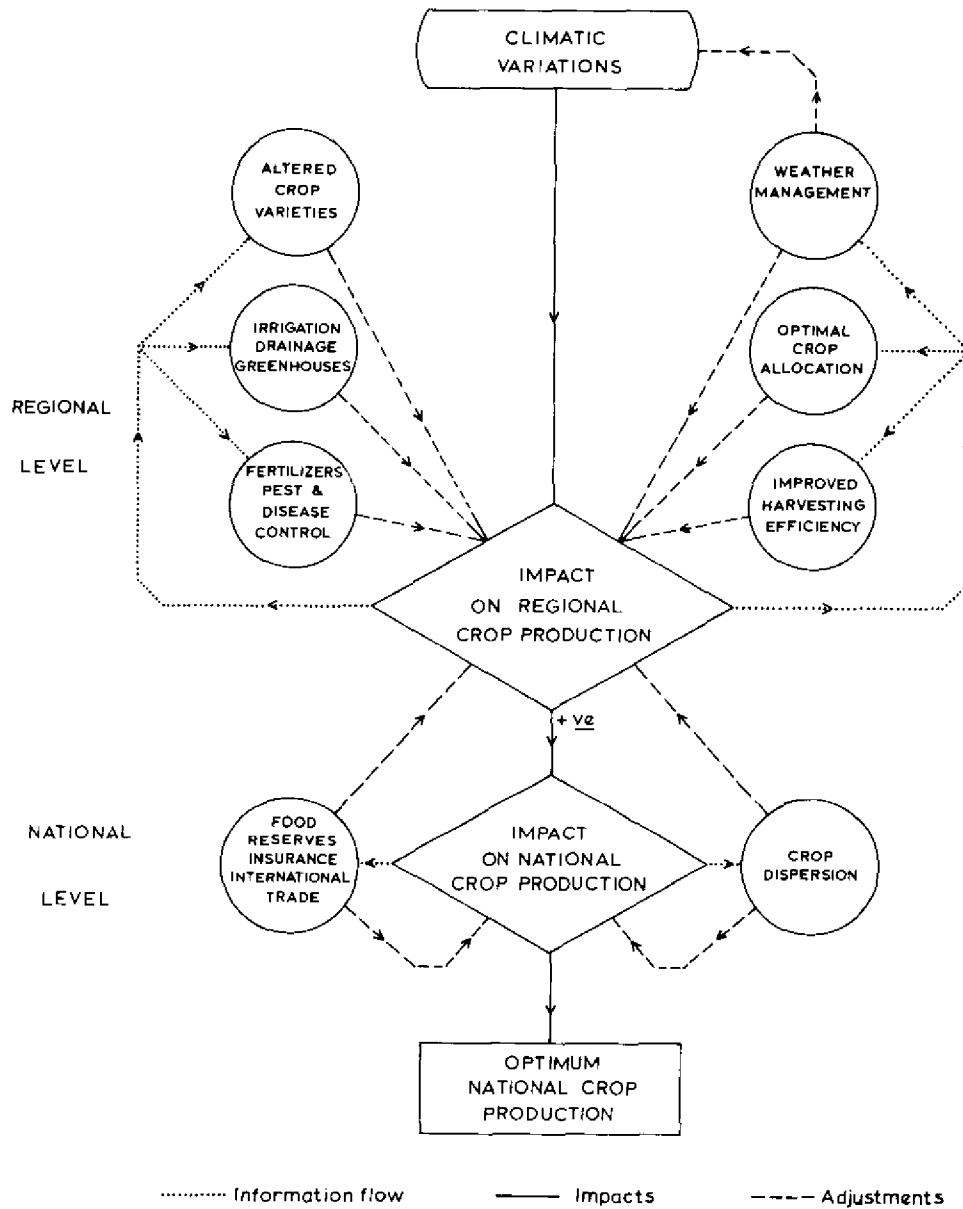 CLIMATIC
VARIATIONS
ALTERED
CROP
VARIETIES
WEATHER
MANAGEMENT
IRRIGATION
DRAINAGE
GREENHOUSES
OPTIMAL
CROP
ALLOCATION
REGIONAL
LEVEL
FERTILIZERS
PEST &
DISEASE
CONTROL
IMPROVED
HARVESTING
EFFICIENCY
IMPACT
ON REGIONAL
CROP PRODUCTION
+ ve
NATIONAL
LEVEL
FOOD
RESERVES
INSURANCE
INTERNATIONAL
TRADE
IMPACT
ON NATIONAL
CROP PRODUCTION
CROP
DISPERSION
OPTIMUM
NATIONAL CROP
PRODUCTION
Information flow
Impacts
Adjustments